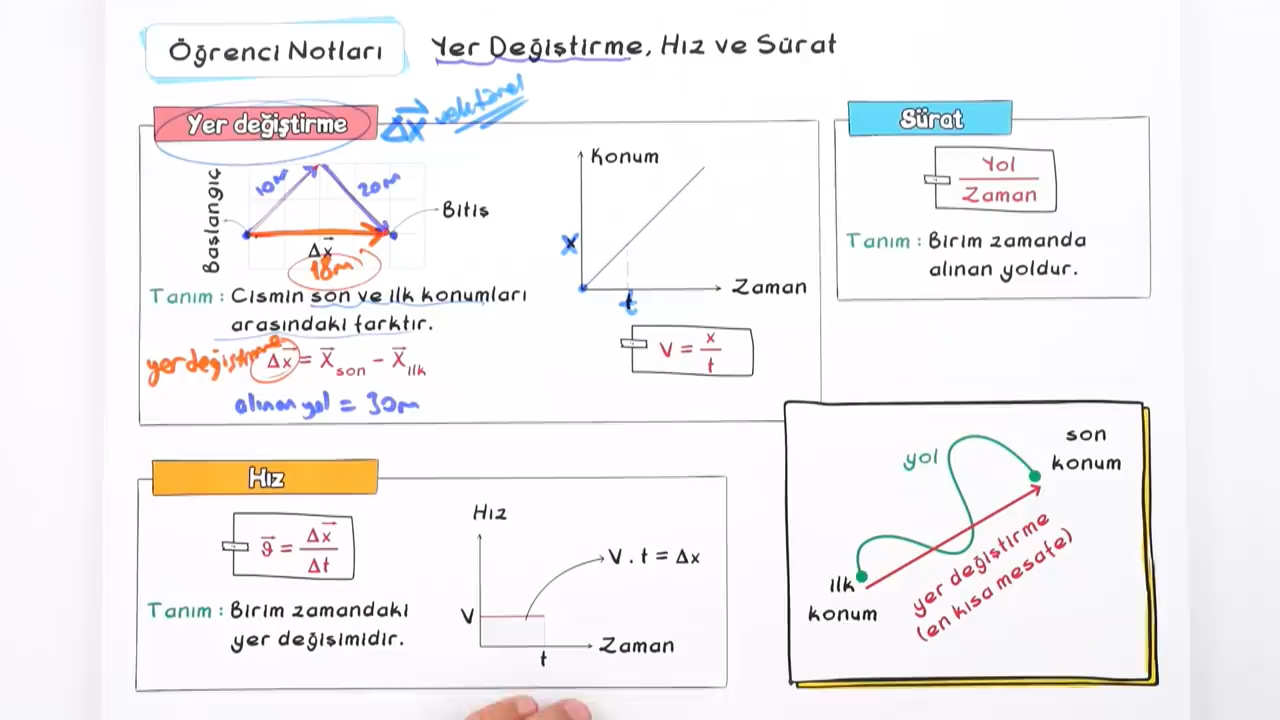 Öğrenci Notları
Yer Değiştirme, Hız ve Sürat
Yer değiştirme
Δx vektörel
Başlangıç
10m
20m
Bitiş
Δx
18m
Tanım : Cismin son ve ilk konumları
arasındaki farktır.
yer değiştirme Δx = X son - X ilk
alınan yol = 30m
Konum
x
t
Zaman
V = x / t
Sürat
Yol
Zaman
Tanım : Birim zamanda
alınan yoldur.
Hız
ϑ = Δx / Δt
Tanım : Birim zamandaki
yer değişimidir.
Hız
V
V . t = Δx
Zaman
t
yol
son
konum
ilk
konum
yer değiştirme
(en kısa mesafe)